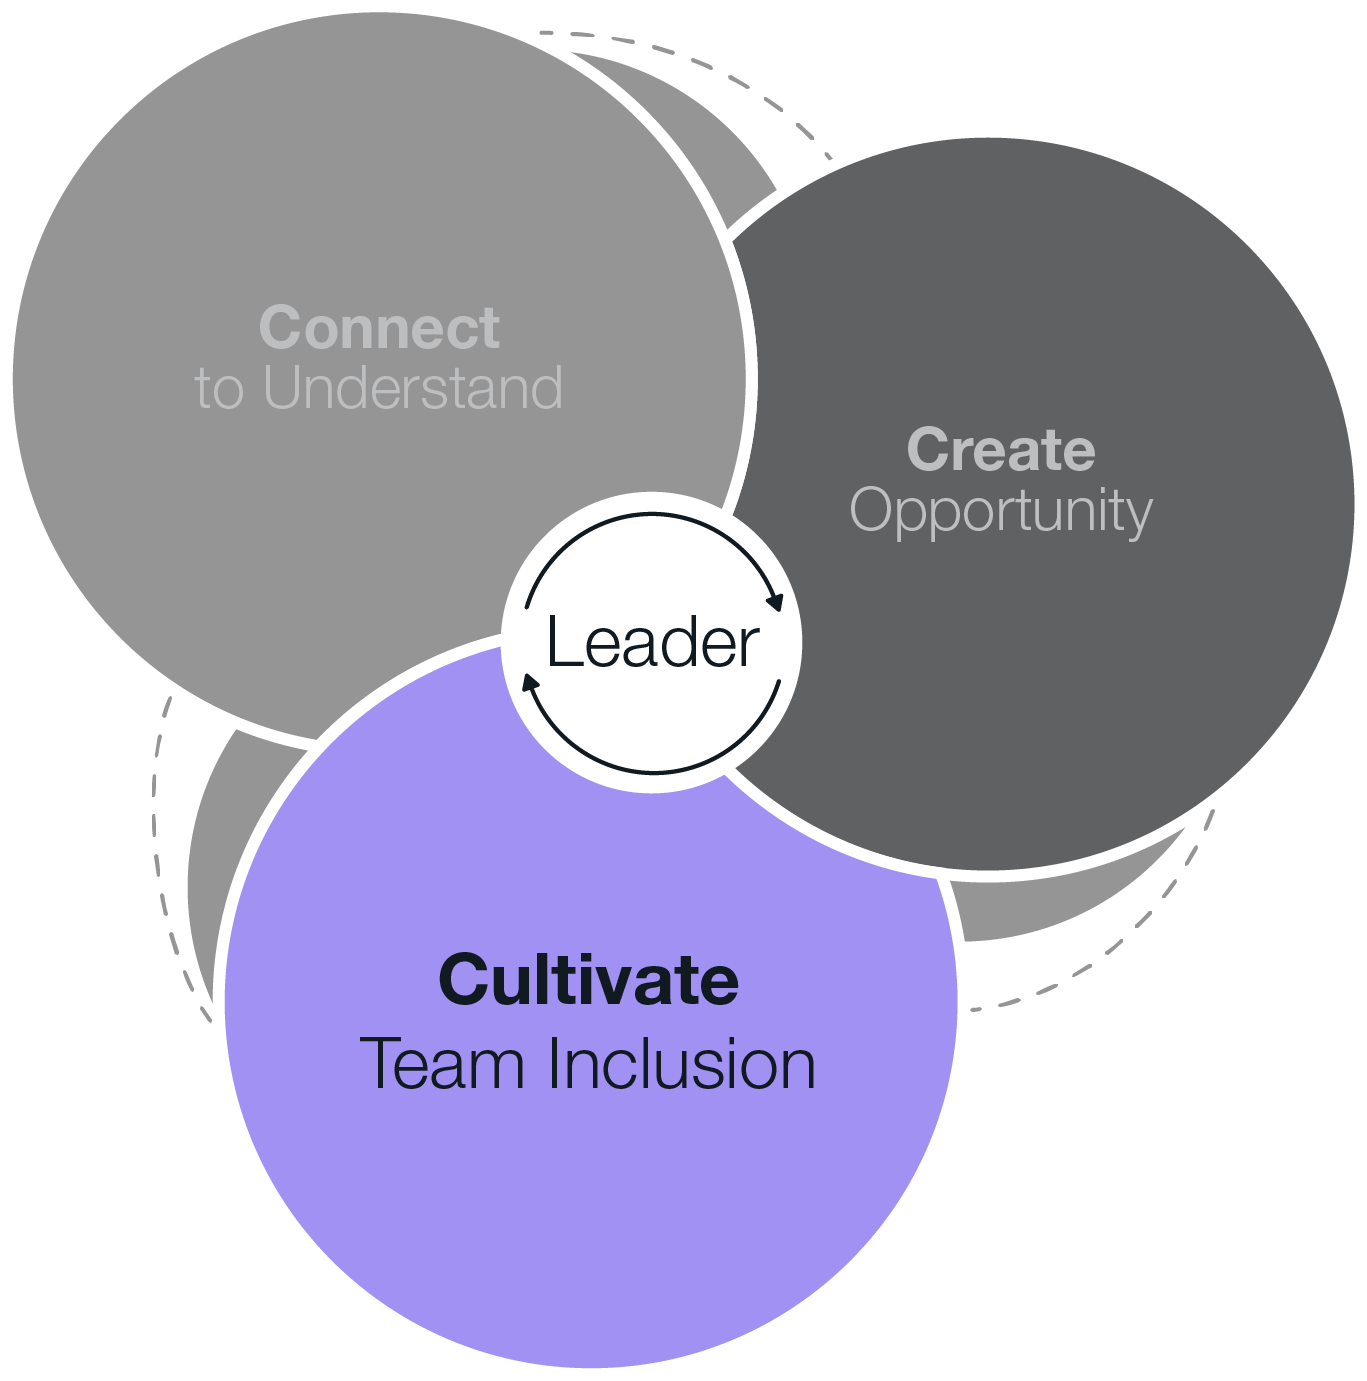 Connect
to Understand
Create
Opportunity
Leader
Cultivate
Team Inclusion